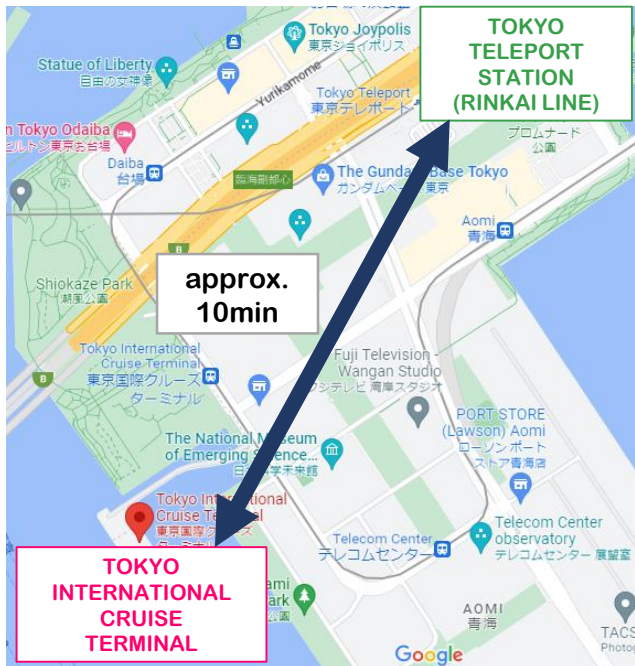 Tokyo Joypolis
東京ジョイポリス
TOKYO
TELEPORT
STATION
(RINKAI LINE)
Statue of Liberty
自由の女神像
Yurikamome
Tokyo Teleport
東京テレポート
プロムナード
公園
Tokyo Odaiba
ヒルトン東京お台場
Daiba
台場
臨海副都心
The Gundam Base Tokyo
ガンダムベース東京
Aomi
青海
B
Shiokaze Park
潮風公園
approx.
10min
Tokyo International
Cruise Terminal
東京国際クルーズ
ターミナル
B
Fuji Television -
Wangan Studio
フジテレビ 湾岸スタジオ
PORT STORE
(Lawson) Aomi
ローソン ポート
ストア青海店
The National Museum
of Emerging Science...
日本科学未来館
Tokyo International
Cruise Terminal
東京国際クルーズ
ターミナル
Telecom Center
テレコムセンター
Telecom Center
observatory
テレコムセンター 展望室
TOKYO
INTERNATIONAL
CRUISE
TERMINAL
ark
公園
AOMI
青海
TACS
Photog
Google